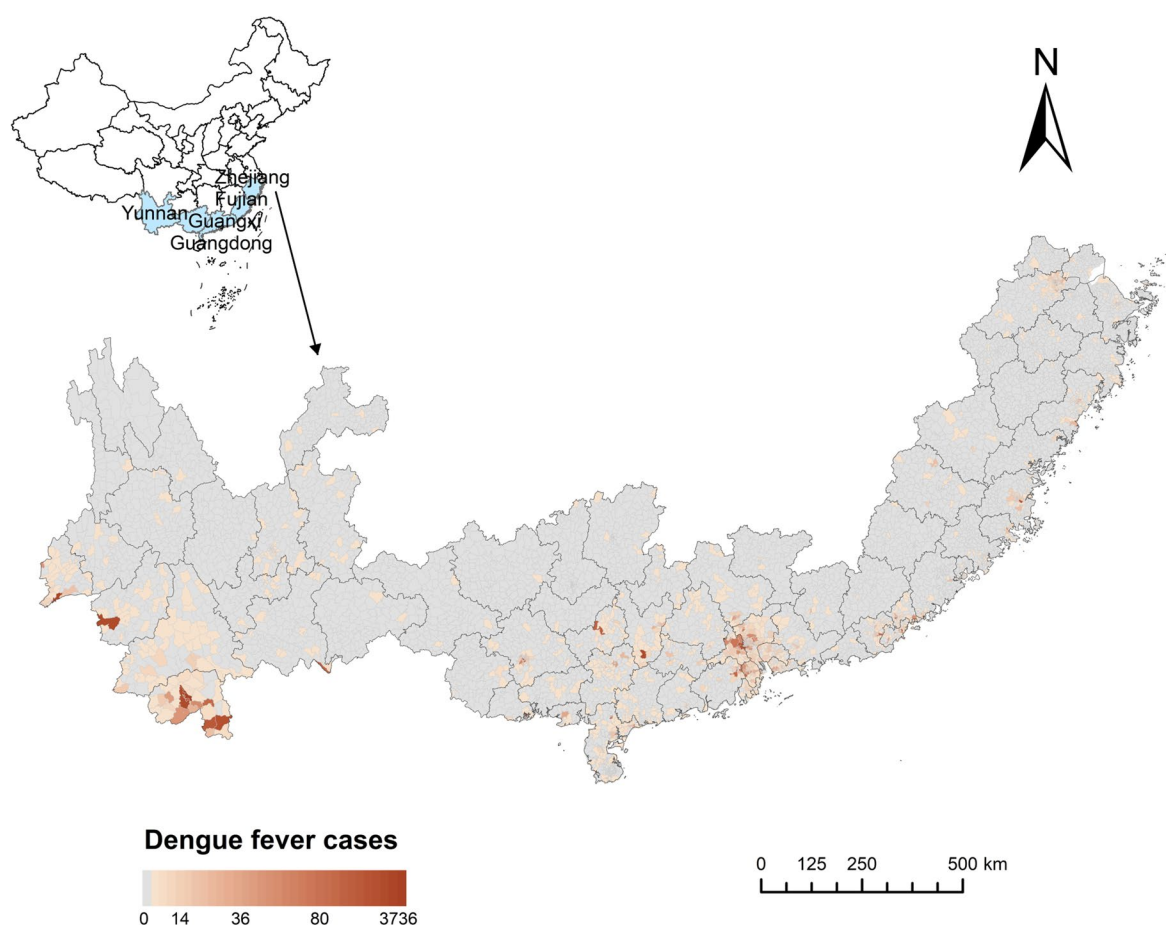 N
Zhejiang
Fujian
Yunnan
Guangxi
Guangdong
Dengue fever cases
0 14 36 80 3736
0 125 250 500 km